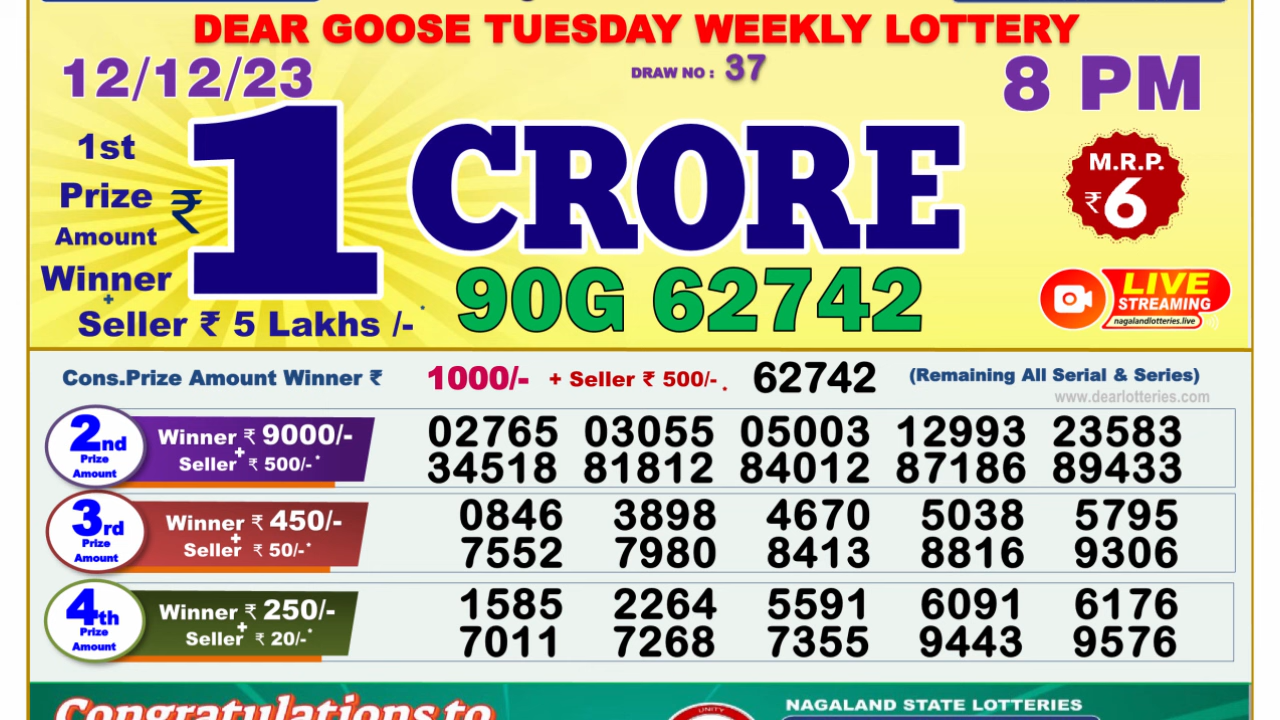 DEAR GOOSE TUESDAY WEEKLY LOTTERY
12/12/23
DRAW NO : 37
8 PM
1st
Prize
Amount
Winner
+
Seller ₹ 5 Lakhs /-*
₹ 1 CRORE
90G 62742
M.R.P.
₹ 6
LIVE
STREAMING
nagalandlotteries.live
Cons.Prize Amount Winner ₹ 1000/- + Seller ₹ 500/- . 62742 (Remaining All Serial & Series)
www.dearlotteries.com
2nd
Prize
Amount
Winner ₹ 9000/-
+
Seller ₹ 500/-*
02765 03055 05003 12993 23583
34518 81812 84012 87186 89433
3rd
Prize
Amount
Winner ₹ 450/-
+
Seller ₹ 50/-*
0846 3898 4670 5038 5795
7552 7980 8413 8816 9306
4th
Prize
Amount
Winner ₹ 250/-
+
Seller ₹ 20/-*
1585 2264 5591 6091 6176
7011 7268 7355 9443 9576
Congratulations to
UNITY
NAGALAND STATE LOTTERIES